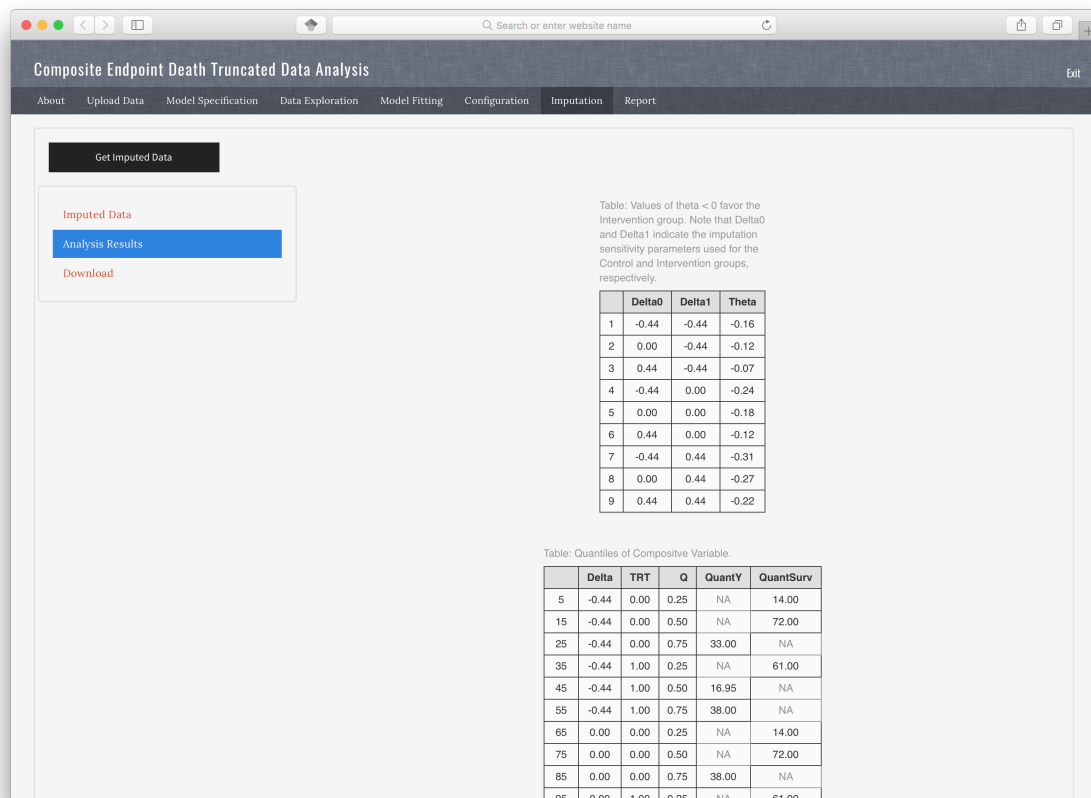 Search or enter website name
Composite Endpoint Death Truncated Data Analysis
Exit
About Upload Data Model Specification Data Exploration Model Fitting Configuration Imputation Report
Get Imputed Data
Imputed Data
Analysis Results
Download
Table: Values of theta < 0 favor the
Intervention group. Note that Delta0
and Delta1 indicate the imputation
sensitivity parameters used for the
Control and Intervention groups,
respectively.
Delta0 Delta1 Theta
1 -0.44 -0.44 -0.16
2 0.00 -0.44 -0.12
3 0.44 -0.44 -0.07
4 -0.44 0.00 -0.24
5 0.00 0.00 -0.18
6 0.44 0.00 -0.12
7 -0.44 0.44 -0.31
8 0.00 0.44 -0.27
9 0.44 0.44 -0.22
Table: Quantiles of Compositve Variable.
Delta TRT Q QuantY QuantSurv
5 -0.44 0.00 0.25 NA 14.00
15 -0.44 0.00 0.50 NA 72.00
25 -0.44 0.00 0.75 33.00 NA
35 -0.44 1.00 0.25 NA 61.00
45 -0.44 1.00 0.50 16.95 NA
55 -0.44 1.00 0.75 38.00 NA
65 0.00 0.00 0.25 NA 14.00
75 0.00 0.00 0.50 NA 72.00
85 0.00 0.00 0.75 38.00 NA
95 0.00 1.00 0.25 NA 61.00